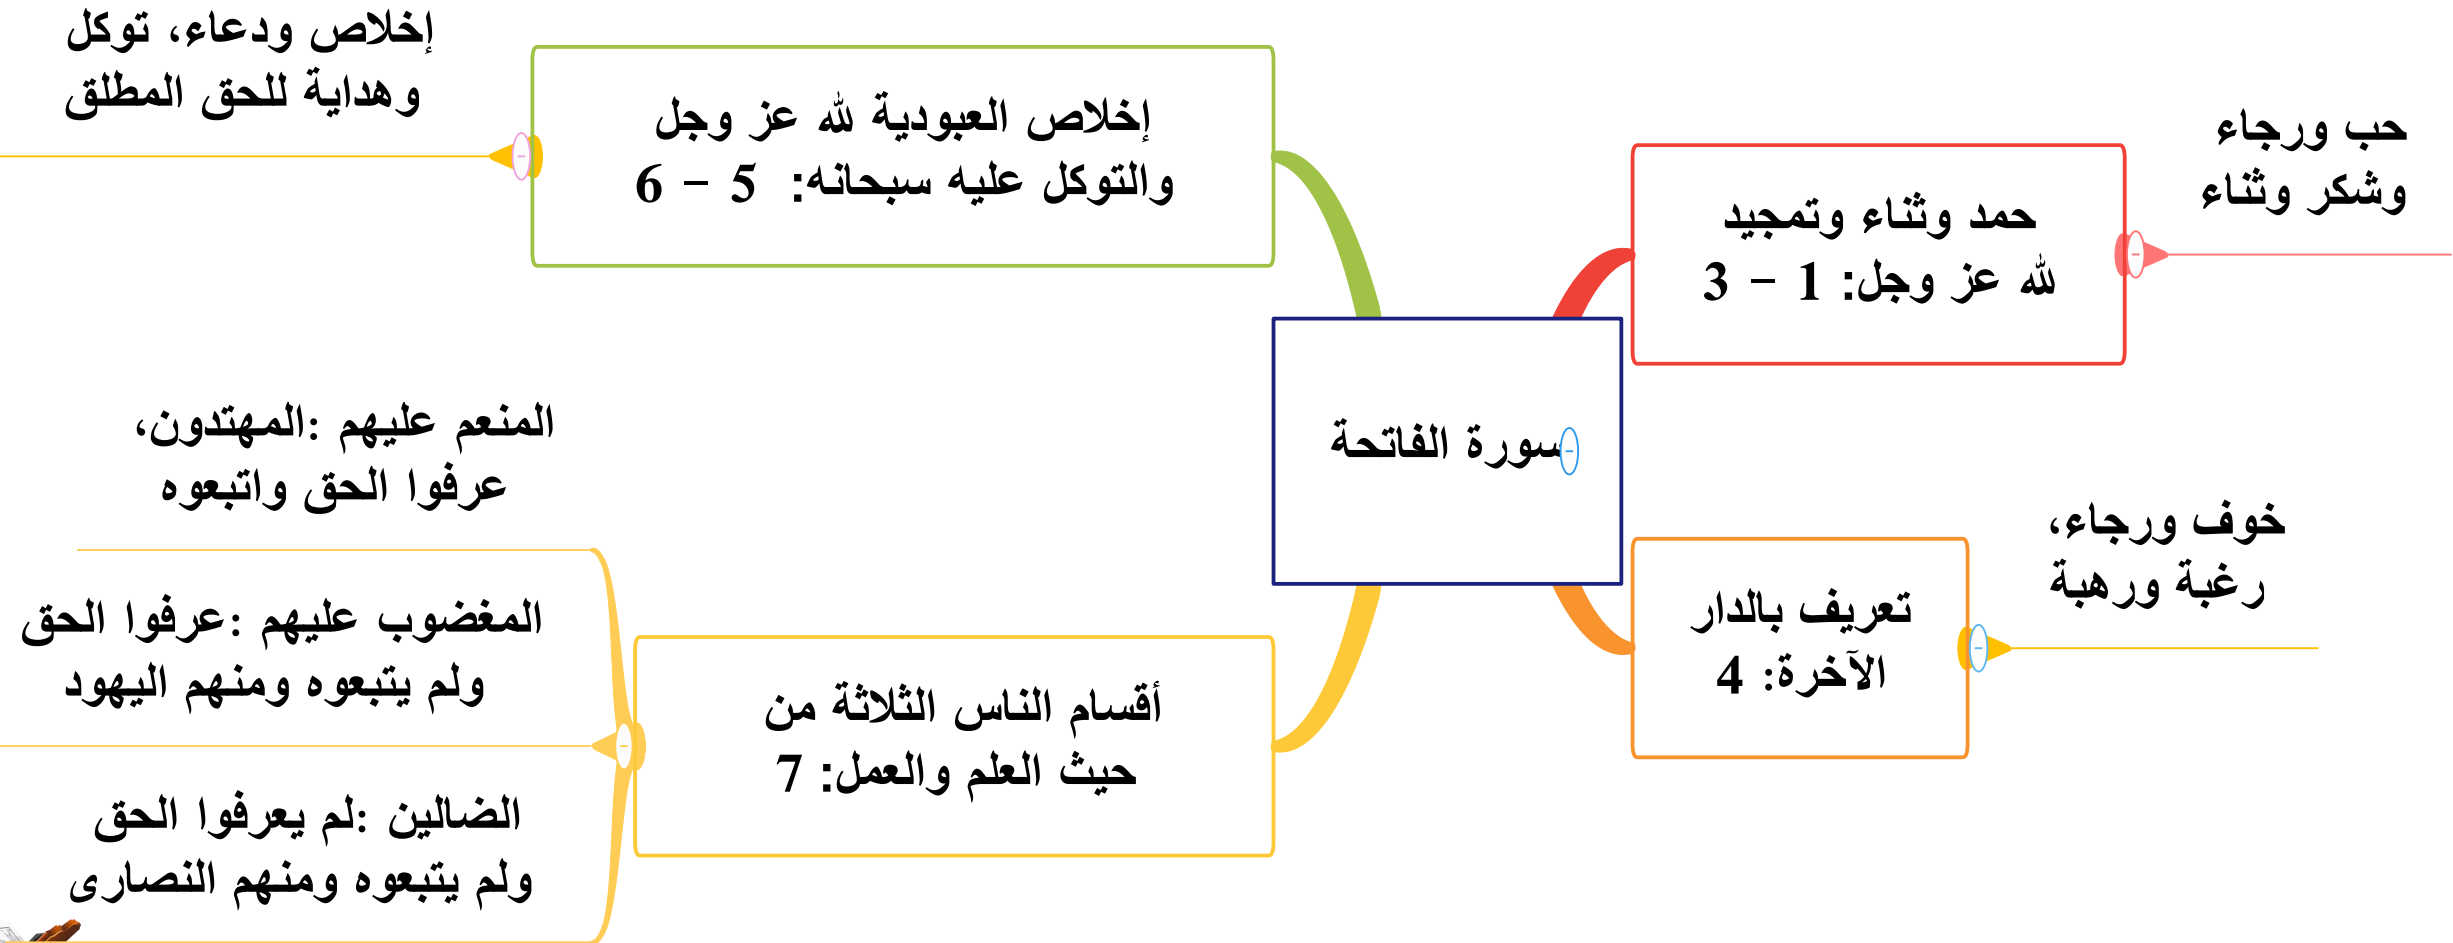 سورة الفاتحة
حمد وثناء وتمجيد
لله عز وجل: 1 – 3
حب ورجاء
وشكر وثناء
تعريف بالدار
الآخرة: 4
خوف ورجاء،
رغبة ورهبة
إخلاص العبودية لله عز وجل
والتوكل عليه سبحانه: 5 – 6
إخلاص ودعاء، توكل
وهداية للحق المطلق
أقسام الناس الثلاثة من
حيث العلم والعمل: 7
المنعم عليهم :المهتدون،
عرفوا الحق واتبعوه
المغضوب عليهم :عرفوا الحق
ولم يتبعوه ومنهم اليهود
الضالين :لم يعرفوا الحق
ولم يتبعوه ومنهم النصارى